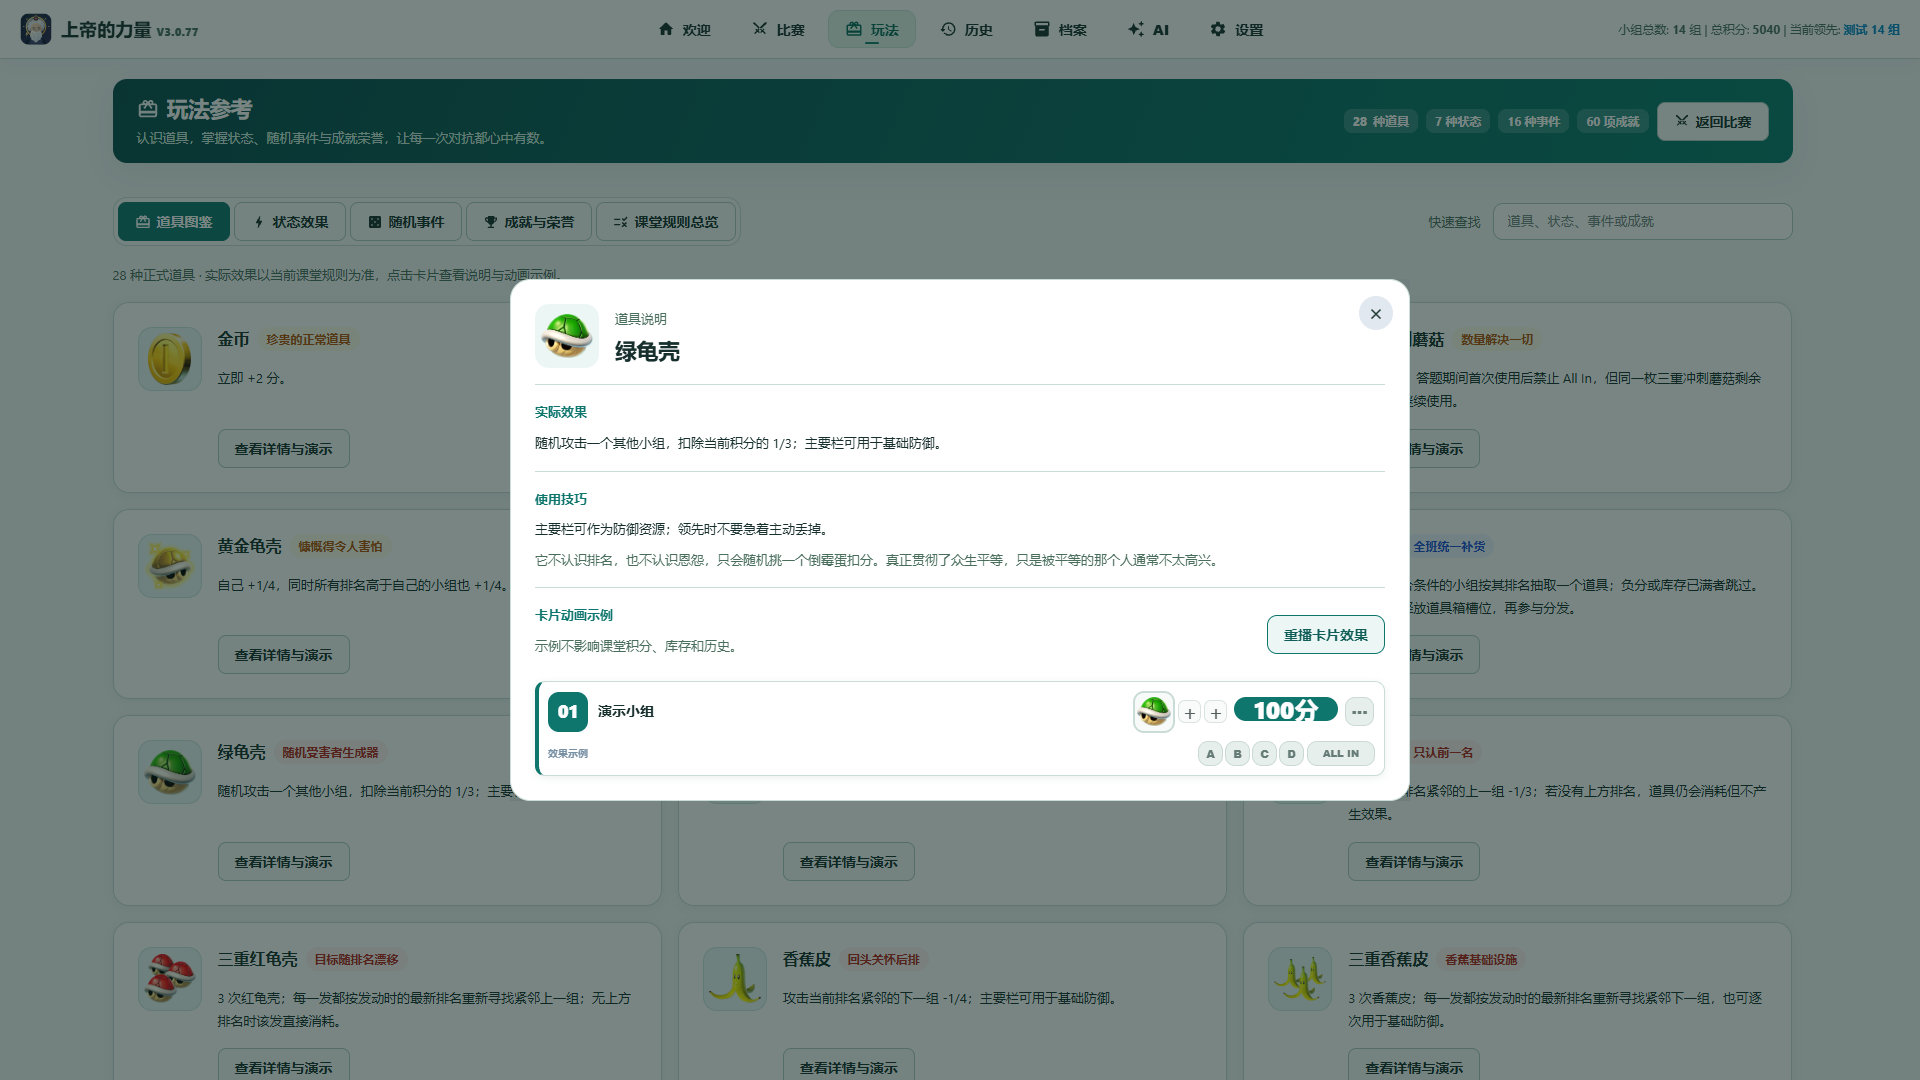 上帝的力量 V3.0.77
欢迎
比赛
玩法
历史
档案
AI
设置
小组总数: 14 组 | 总积分: 5040 | 当前领先: 测试 14 组
玩法参考
认识道具，掌握状态、随机事件与成就荣誉，让每一次对抗都心中有数。
28 种道具
7 种状态
16 种事件
60 项成就
返回比赛
道具图鉴
状态效果
随机事件
成就与荣誉
课堂规则总览
快速查找
道具、状态、事件或成就
28 种正式道具 · 实际效果以当前课堂规则为准，点击卡片查看说明与动画示例。
金币 珍贵的正常道具
立即 +2 分。
查看详情与演示
蘑菇 数量解决一切
答题期间首次使用后禁止 All In，但同一枚三重冲刺蘑菇剩余
续使用。
情与演示
黄金龟壳 慷慨得令人害怕
自己 +1/4，同时所有排名高于自己的小组也 +1/4。
查看详情与演示
全班统一补货
条件的小组按其排名抽取一个道具；负分或库存已满者跳过。
放道具箱槽位，再参与分发。
情与演示
道具说明
绿龟壳
实际效果
随机攻击一个其他小组，扣除当前积分的 1/3；主要栏可用于基础防御。
使用技巧
主要栏可作为防御资源；领先时不要急着主动丢掉。
它不认识排名，也不认识恩怨，只会随机挑一个倒霉蛋扣分。真正贯彻了众生平等，只是被平等的那个人通常不太高兴。
卡片动画示例
示例不影响课堂积分、库存和历史。
重播卡片效果
01
演示小组
+
+
100分
效果示例
A
B
C
D
ALL IN
绿龟壳 随机受害者生成器
随机攻击一个其他小组，扣除当前积分的 1/3；主要
查看详情与演示
查看详情与演示
只认前一名
名紧邻的上一组 -1/3；若没有上方排名，道具仍会消耗但不产
生效果。
查看详情与演示
三重红龟壳 目标随排名漂移
3 次红龟壳；每一发都按发动时的最新排名重新寻找紧邻上一组；无上方
排名时该发直接消耗。
查看详情与演示
香蕉皮 回头关怀后排
攻击当前排名紧邻的下一组 -1/4；主要栏可用于基础防御。
查看详情与演示
三重香蕉皮 香蕉基础设施
3 次香蕉皮；每一发都按发动时的最新排名重新寻找紧邻下一组，也可逐
次用于基础防御。
查看详情与演示